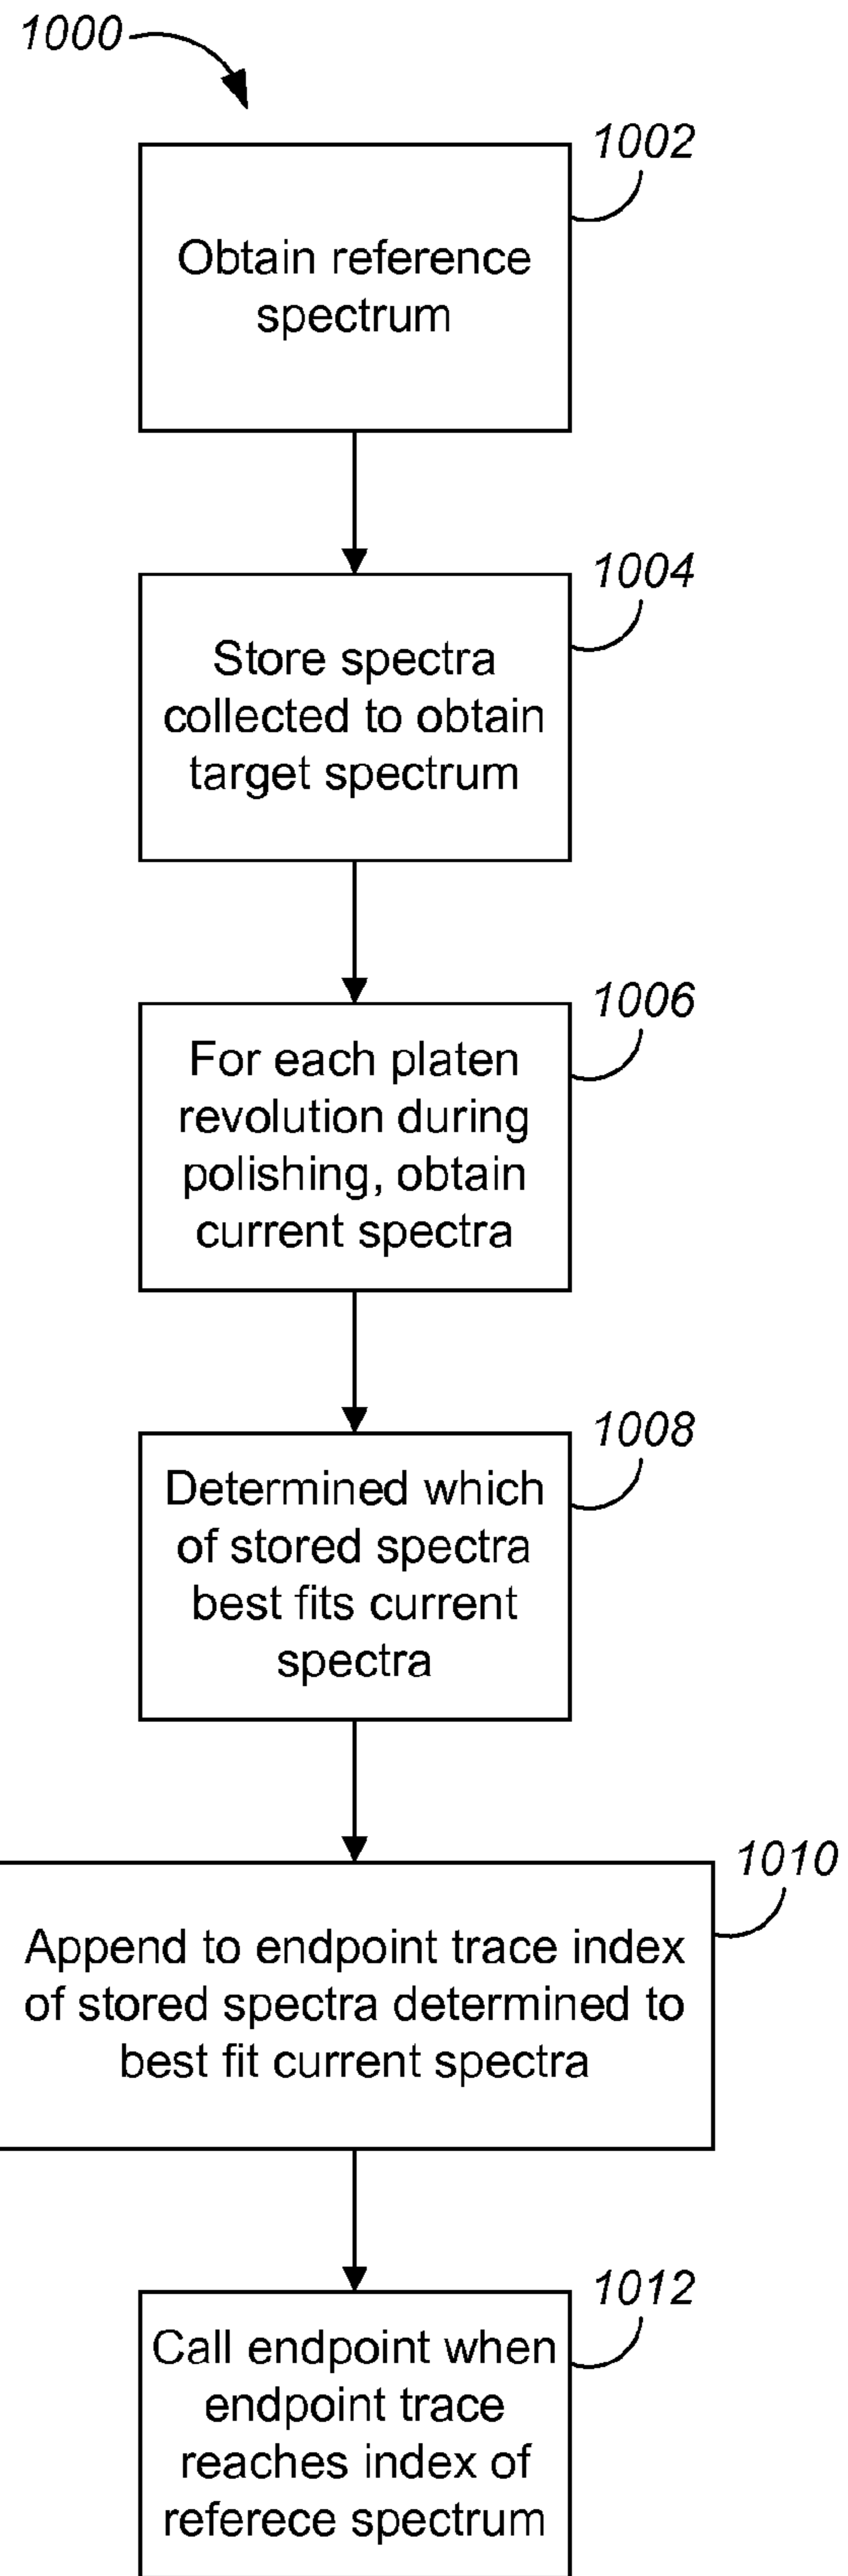 1000
1002
Obtain reference
spectrum
1004
Store spectra
collected to obtain
target spectrum
1006
For each platen
revolution during
polishing, obtain
current spectra
1008
Determined which
of stored spectra
best fits current
spectra
1010
Append to endpoint trace index
of stored spectra determined to
best fit current spectra
1012
Call endpoint when
endpoint trace
reaches index of
referece spectrum